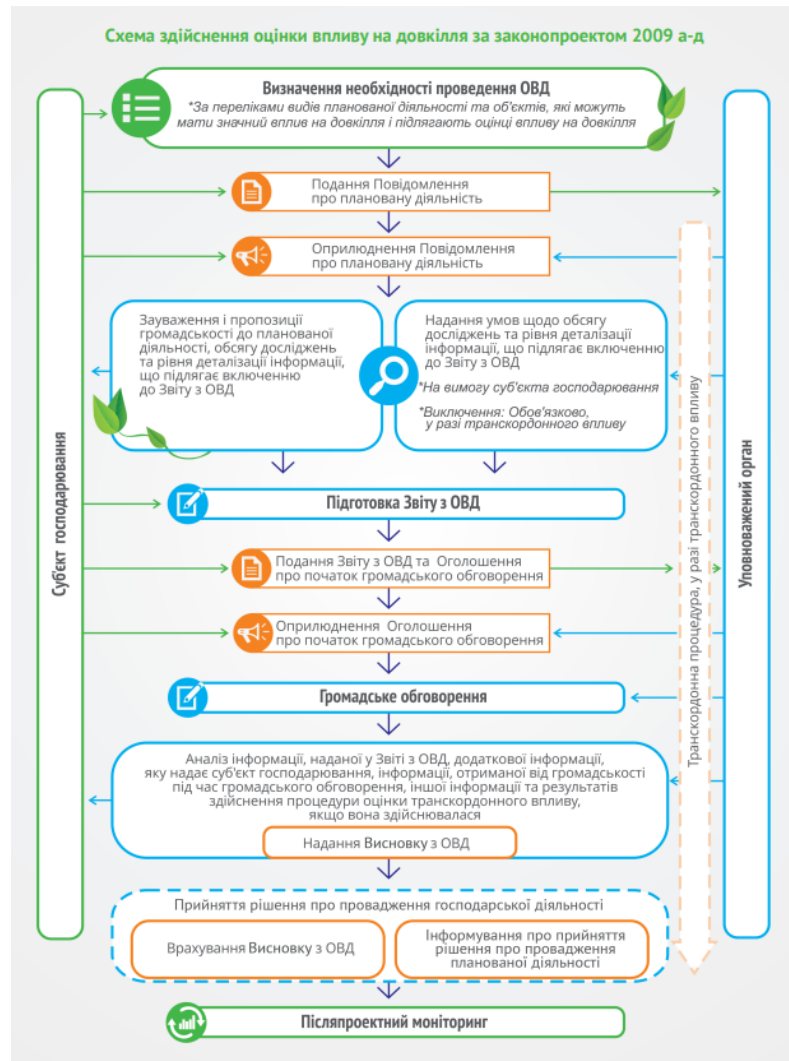 Схема здійснення оцінки впливу на довкілля за законопроектом 2009 а-д
Визначення необхідності проведення ОВД
*За переліками видів планованої діяльності та об'єктів, які можуть
мати значний вплив на довкілля і підлягають оцінці впливу на довкілля
Подання Повідомлення
про плановану діяльність
Оприлюднення Повідомлення
про плановану діяльність
Зауваження і пропозиції
громадськості до планованої
діяльності, обсягу досліджень
та рівня деталізації інформації,
що підлягає включенню
до Звіту з ОВД
Надання умов щодо обсягу
досліджень та рівня деталізації
інформації, що підлягає включенню
до Звіту з ОВД
*На вимогу суб'єкта господарювання
*Виключення: Обов'язково,
у разі транскордонного впливу
Підготовка Звіту з ОВД
Подання Звіту з ОВД та Оголошення
про початок громадського обговорення
Оприлюднення Оголошення
про початок громадського обговорення
Громадське обговорення
Аналіз інформації, наданої у Звіті з ОВД, додаткової інформації,
яку надає суб'єкт господарювання, інформації, отриманої від громадськості
під час громадського обговорення, іншої інформації та результатів
здійснення процедури оцінки транскордонного впливу,
якщо вона здійснювалася
Надання Висновку з ОВД
Прийняття рішення про провадження господарської діяльності
Врахування Висновку з ОВД
Інформування про прийняття
рішення про провадження
планованої діяльності
Післяпроектний моніторинг
Суб'єкт господарювання
Транскордонна процедура, у разі транскордонного впливу
Уповноважений орган